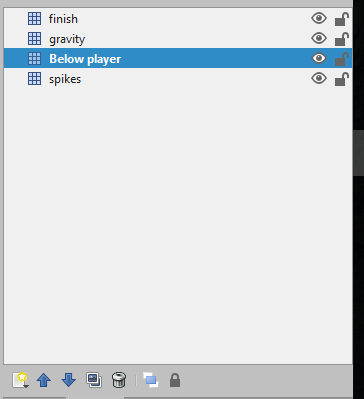 finish
gravity
Below player
spikes